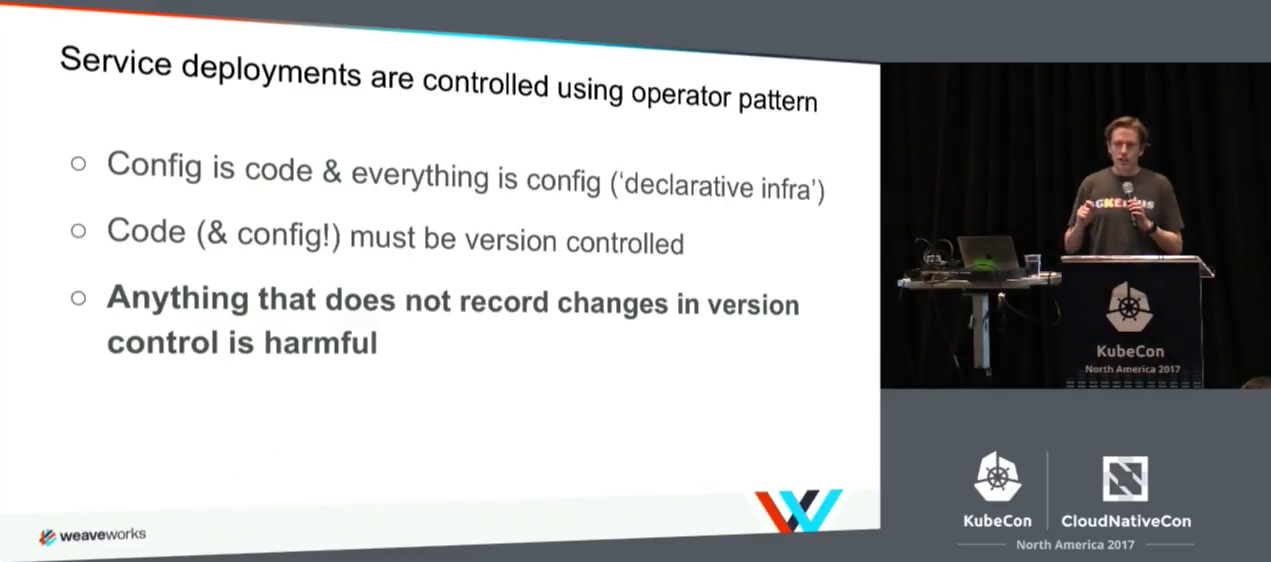 Service deployments are controlled using operator pattern
Config is code & everything is config (‘declarative infra’)
Code (& config!) must be version controlled
Anything that does not record changes in version
control is harmful
weaveworks
KubeCon
North America 2017
KubeCon
CloudNativeCon
North America 2017